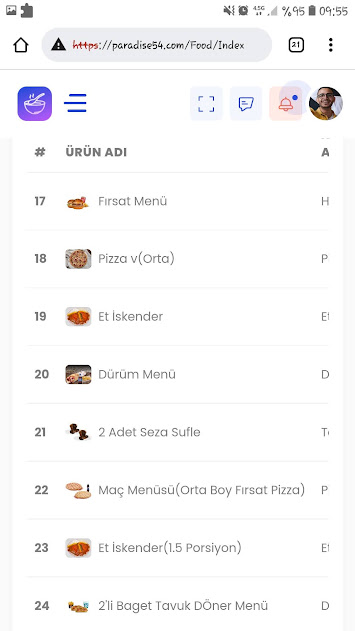 4.5G %95 09:55
https://paradise54.com/Food/Index 21
# ÜRÜN ADI A
17 Fırsat Menü H
18 Pizza v(Orta) P
19 Et İskender Et
20 Dürüm Menü D
21 2 Adet Seza Sufle T
22 Maç Menüsü(Orta Boy Fırsat Pizza) P
23 Et İskender(1.5 Porsiyon) Et
24 2'li Baget Tavuk DÖner Menü D